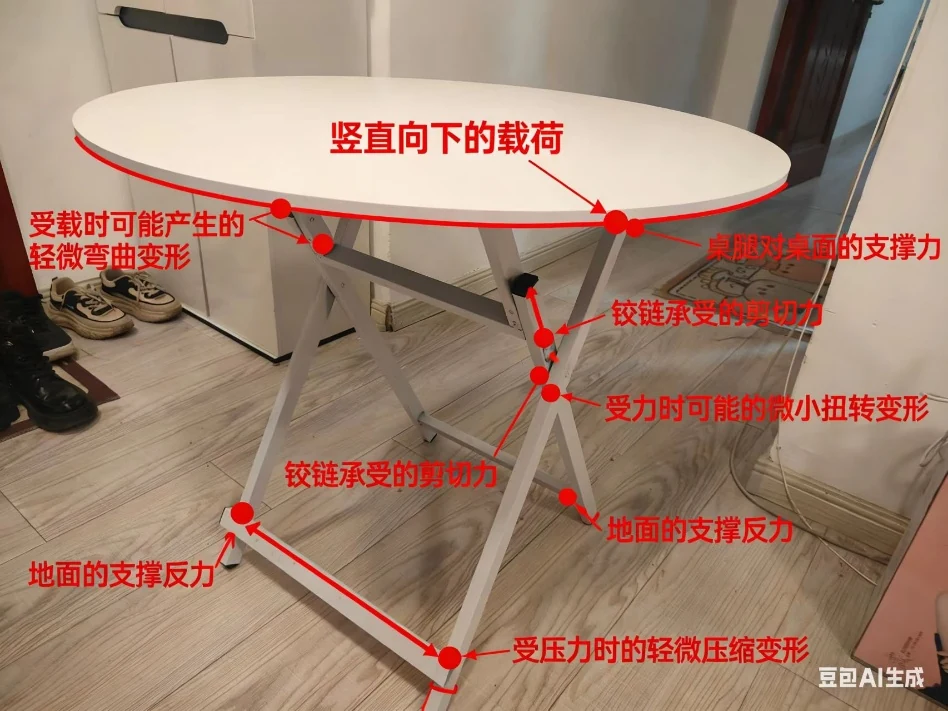 竖直向下的载荷
受载时可能产生的
轻微弯曲变形
桌腿对桌面的支撑力
铰链承受的剪切力
受力时可能的微小扭转变形
铰链承受的剪切力
地面的支撑反力
地面的支撑反力
受压力时的轻微压缩变形
豆包AI生成